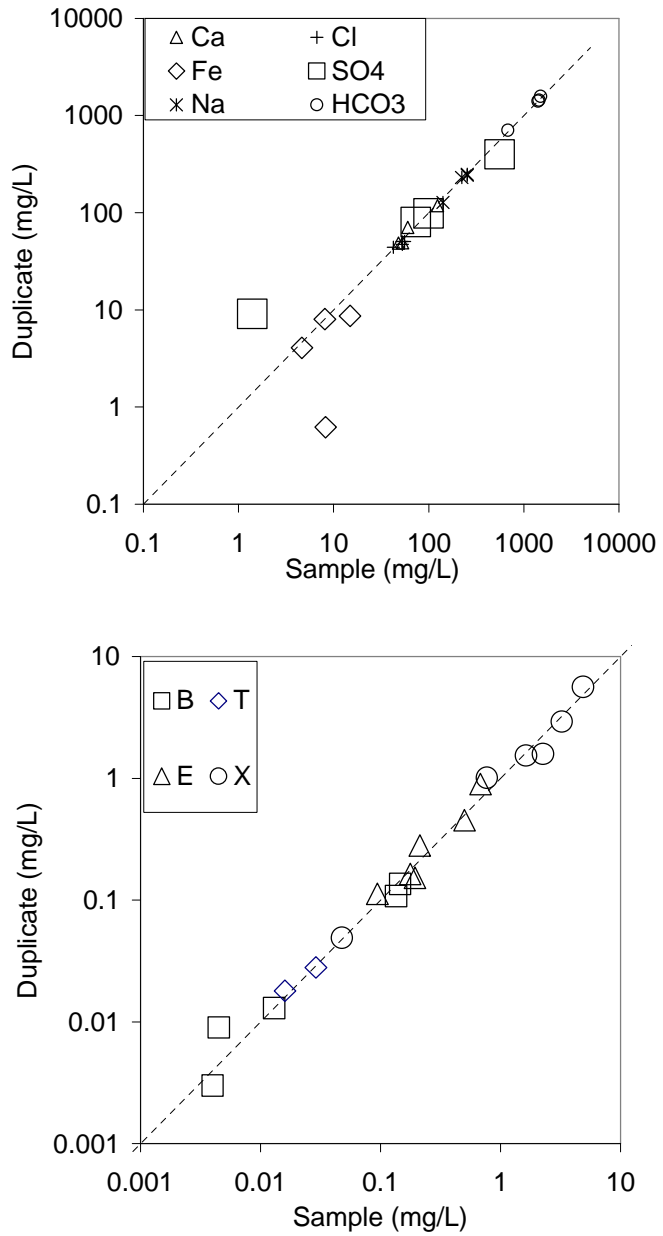 10000
Ca Cl
Fe SO4
Na HCO3
1000
100
10
1
0.1
Duplicate (mg/L)
0.1 1 10 100 1000 10000
Sample (mg/L)
10
B T
E X
1
0.1
0.01
0.001
Duplicate (mg/L)
0.001 0.01 0.1 1 10
Sample (mg/L)